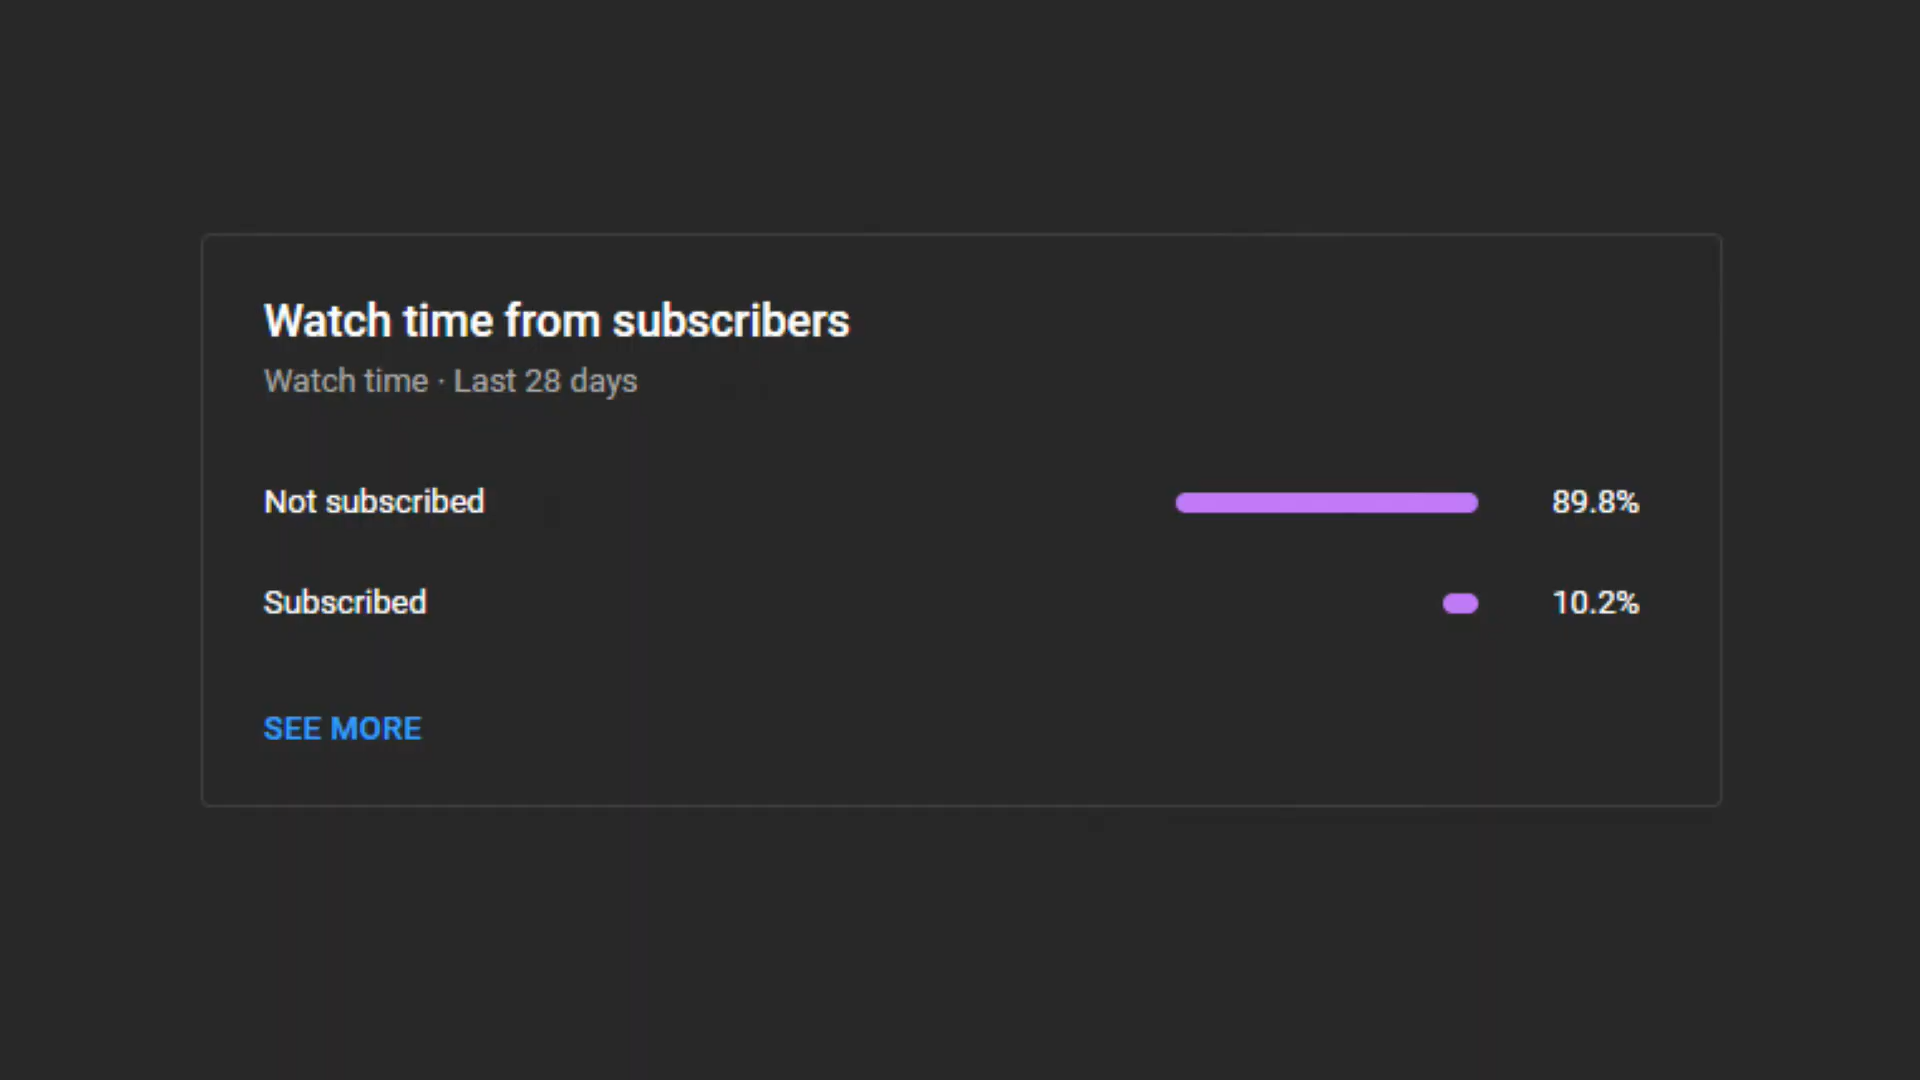 Watch time from subscribers
Watch time · Last 28 days
Not subscribed 89.8%
Subscribed 10.2%
SEE MORE